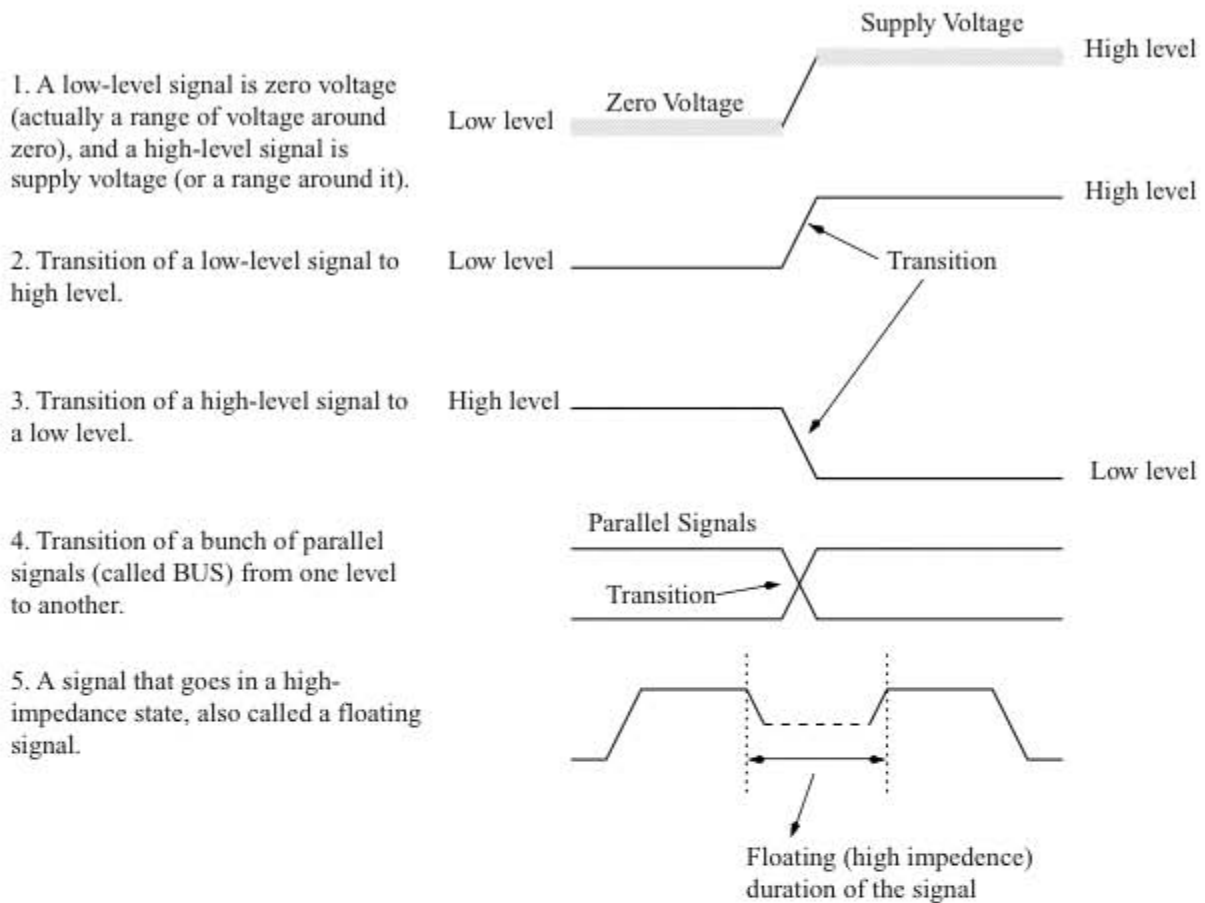 Supply Voltage
High level
1. A low-level signal is zero voltage
(actually a range of voltage around
zero), and a high-level signal is
supply voltage (or a range around it).
Zero Voltage
Low level
High level
2. Transition of a low-level signal to
high level.
Low level
Transition
3. Transition of a high-level signal to
a low level.
High level
Low level
Parallel Signals
4. Transition of a bunch of parallel
signals (called BUS) from one level
to another.
Transition
5. A signal that goes in a high-
impedance state, also called a floating
signal.
Floating (high impedence)
duration of the signal